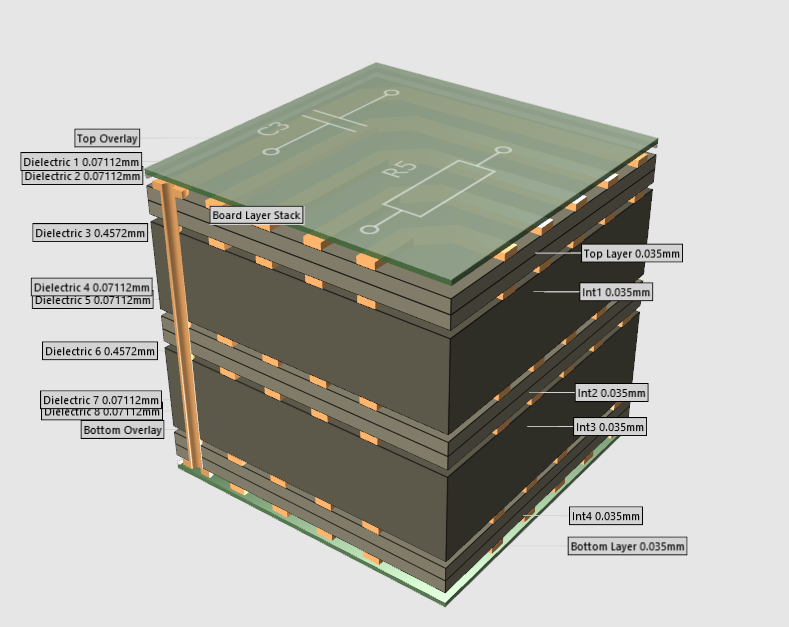 Top Overlay
Dielectric 1 0.07112mm
Dielectric 2 0.07112mm
Dielectric 3 0.4572mm
Dielectric 4 0.07112mm
Dielectric 5 0.07112mm
Dielectric 6 0.4572mm
Dielectric 7 0.07112mm
Dielectric 8 0.07112mm
Bottom Overlay
C3
R5
Board Layer Stack
Top Layer 0.035mm
Int1 0.035mm
Int2 0.035mm
Int3 0.035mm
Int4 0.035mm
Bottom Layer 0.035mm